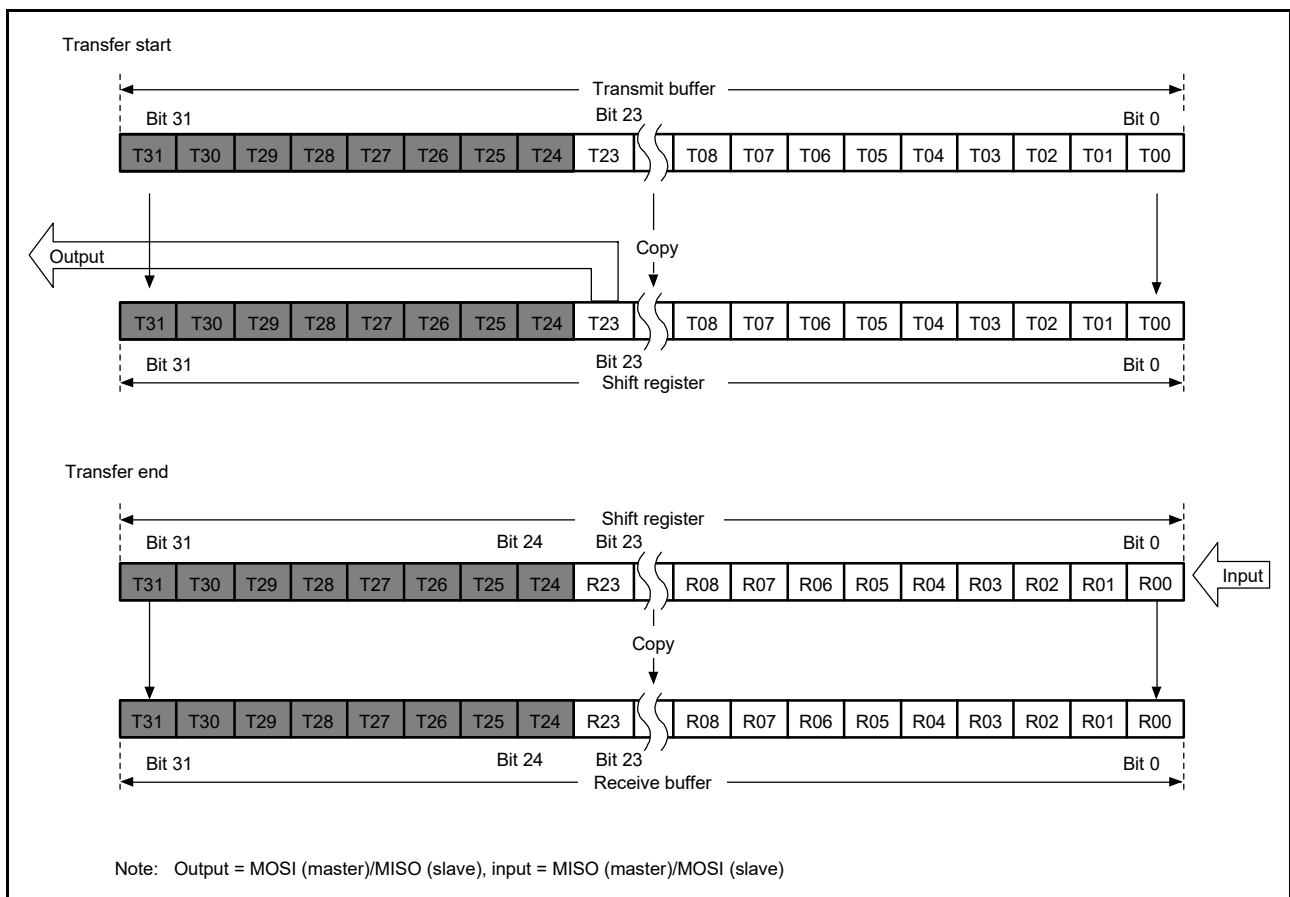 Transfer start
Transmit buffer
Bit 31 Bit 23 Bit 0
T31 T30 T29 T28 T27 T26 T25 T24 T23 T08 T07 T06 T05 T04 T03 T02 T01 T00
Copy
Output
T31 T30 T29 T28 T27 T26 T25 T24 T23 T08 T07 T06 T05 T04 T03 T02 T01 T00
Bit 31 Bit 23 Bit 0
Shift register
Transfer end
Shift register
Bit 31 Bit 24 Bit 23 Bit 0
T31 T30 T29 T28 T27 T26 T25 T24 R23 R08 R07 R06 R05 R04 R03 R02 R01 R00 Input
Copy
T31 T30 T29 T28 T27 T26 T25 T24 R23 R08 R07 R06 R05 R04 R03 R02 R01 R00
Bit 31 Bit 24 Bit 23 Bit 0
Receive buffer
Note: Output = MOSI (master)/MISO (slave), input = MISO (master)/MOSI (slave)